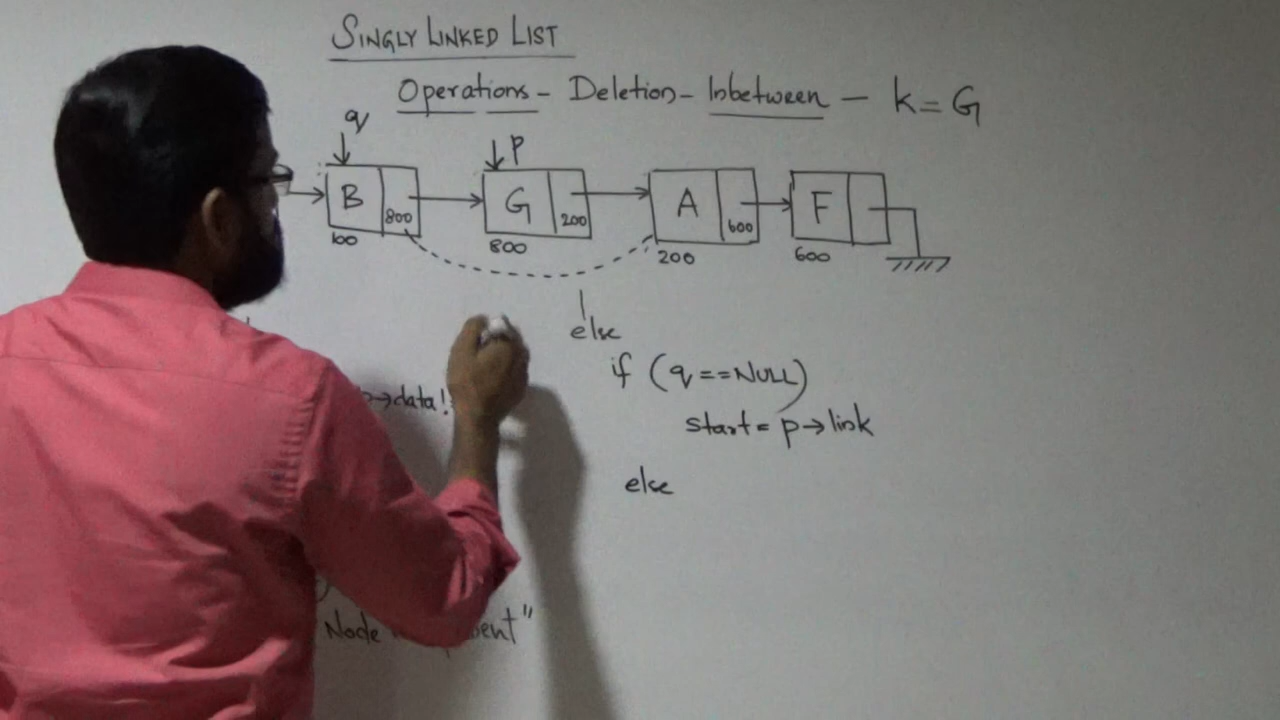 SINGLY LINKED LIST
Operations - Deletion - Inbetween - k = G
q
p
B 800 G 200 A 600 F
100 800 200 600
else
if (q == NULL)
→data!
start = p→link
else
Node ent"